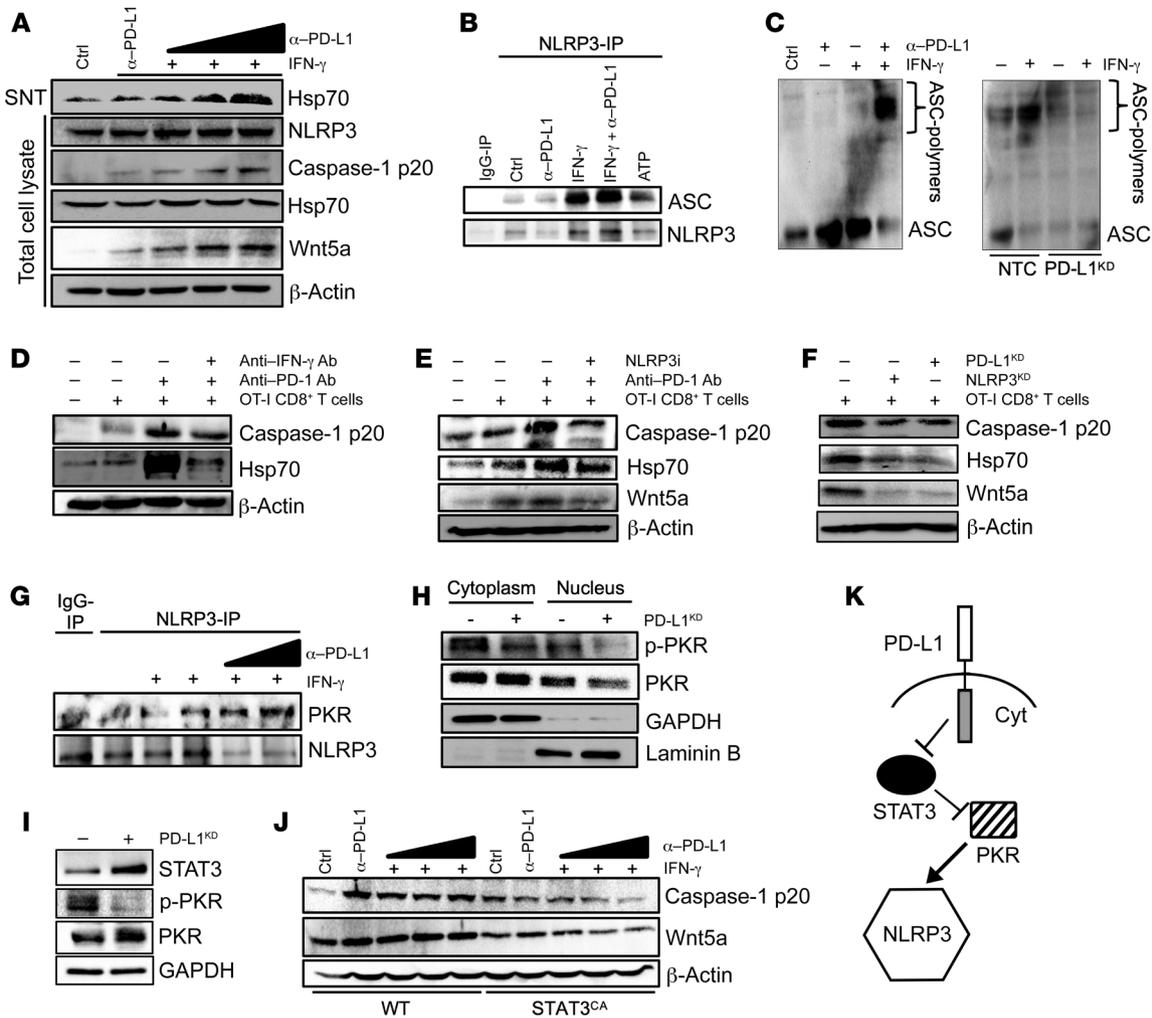 A
Ctrl
α–PD-L1
α–PD-L1
+ + + IFN-γ
SNT Hsp70
Total cell lysate
NLRP3
Caspase-1 p20
Hsp70
Wnt5a
β-Actin
B
NLRP3-IP
IgG-IP
Ctrl
α–PD-L1
IFN-γ
IFN-γ + α–PD-L1
ATP
ASC
NLRP3
C
Ctrl
+ – + α–PD-L1
– + + IFN-γ
ASC-polymers
ASC
– + – + IFN-γ
ASC-polymers
ASC
NTC PD-L1KD
D
– – – + Anti–IFN-γ Ab
– – + + Anti–PD-1 Ab
– + + + OT-I CD8+ T cells
Caspase-1 p20
Hsp70
β-Actin
E
– – – + NLRP3i
– – + + Anti–PD-1 Ab
– + + + OT-I CD8+ T cells
Caspase-1 p20
Hsp70
Wnt5a
β-Actin
F
– – + PD-L1KD
– + – NLRP3KD
+ + + OT-I CD8+ T cells
Caspase-1 p20
Hsp70
Wnt5a
β-Actin
G
IgG-
IP
NLRP3-IP
α–PD-L1
+ + + + IFN-γ
PKR
NLRP3
H
Cytoplasm Nucleus
- + - + PD-L1KD
p-PKR
PKR
GAPDH
Laminin B
I
– + PD-L1KD
STAT3
p-PKR
PKR
GAPDH
J
Ctrl
α–PD-L1
Ctrl
α–PD-L1
α–PD-L1
+ + + + + + IFN-γ
Caspase-1 p20
Wnt5a
β-Actin
WT STAT3CA
K
PD-L1
Cyt
STAT3
PKR
NLRP3